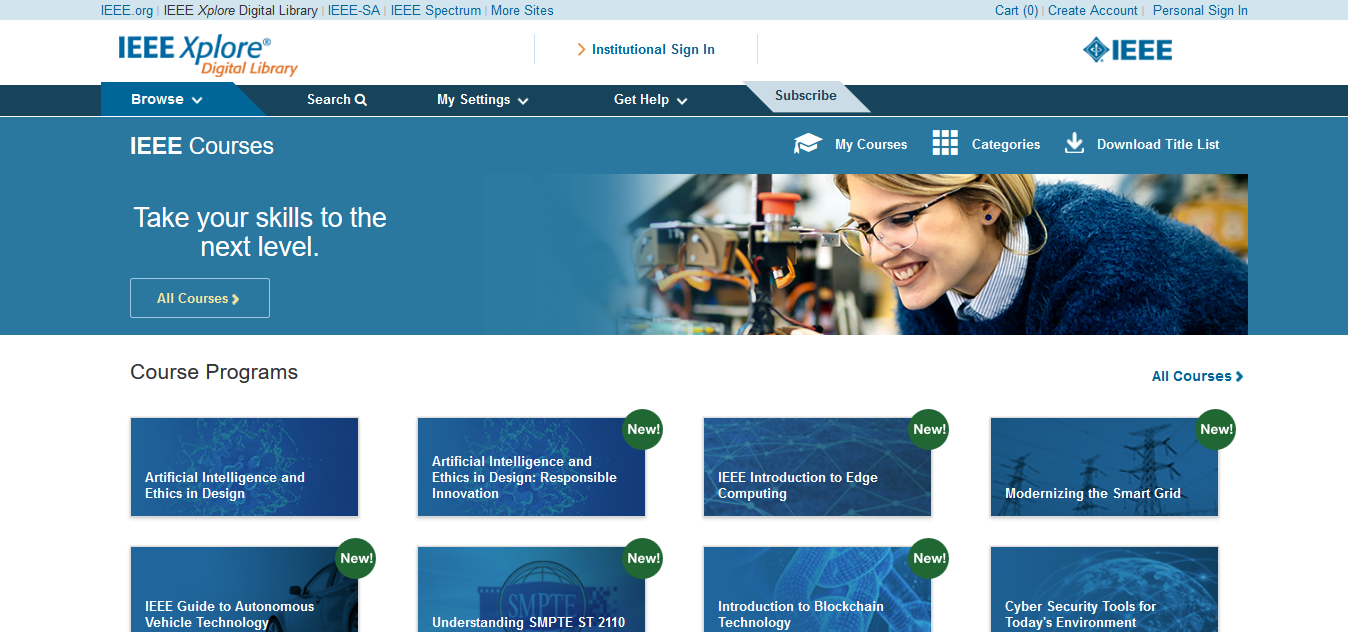 IEEE.org | IEEE Xplore Digital Library | IEEE-SA | IEEE Spectrum | More Sites
Cart (0) | Create Account | Personal Sign In
IEEE Xplore®
Digital Library
Institutional Sign In
IEEE
Browse
Search
My Settings
Get Help
Subscribe
IEEE Courses
My Courses
Categories
Download Title List
Take your skills to the
next level.
All Courses
Course Programs
All Courses
Artificial Intelligence and
Ethics in Design
New!
Artificial Intelligence and
Ethics in Design: Responsible
Innovation
New!
IEEE Introduction to Edge
Computing
New!
Modernizing the Smart Grid
New!
IEEE Guide to Autonomous
Vehicle Technology
New!
SMPTE
Understanding SMPTE ST 2110
New!
Introduction to Blockchain
Technology
Cyber Security Tools for
Today's Environment